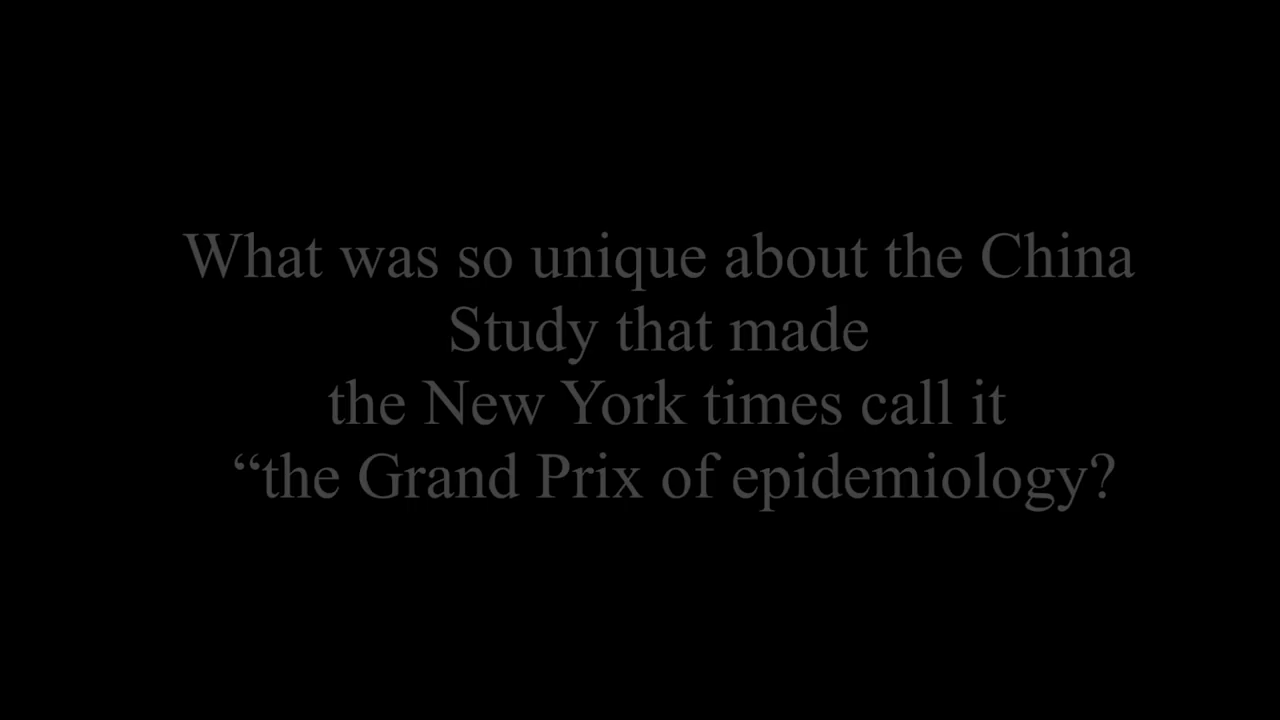 What was so unique about the China
Study that made
the New York times call it
“the Grand Prix of epidemiology?